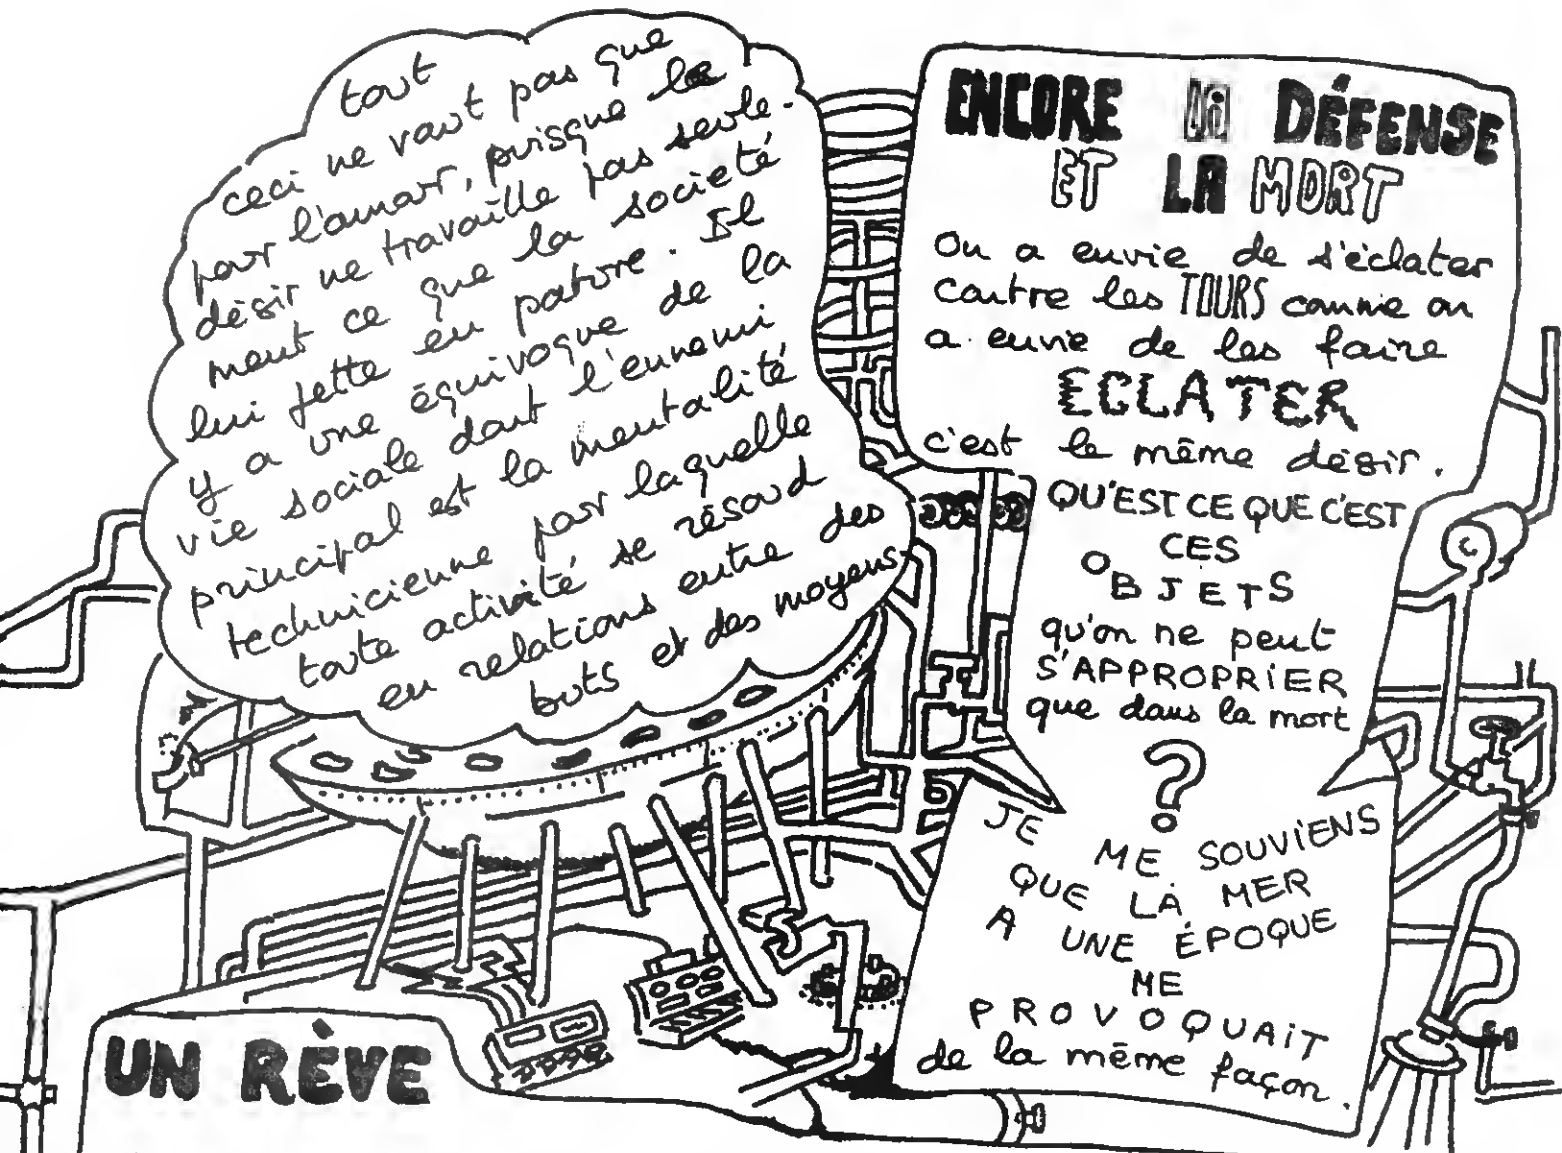 tout
ceci ne vaut pas que
pour l'amour, puisque le
désir ne travaille pas seule-
ment ce que la societé
lui jette en pature. Il
y a une équivoque de la
vie sociale dont l'ennemi
principal est la mentalité
technicienne par laquelle
toute activité se résoud
en relations entre des
buts et des moyens.
ENCORE DÉFENSE
ET LA MORT
On a envie de s'éclater
contre les TOURS comme on
a envie de les faire
ECLATER
c'est le même désir.
QU'EST CE QUE C'EST
CES
OBJETS
qu'on ne peut
S'APPROPRIER
que dans la mort
?
JE ME SOUVIENS
QUE LA MER
A UNE ÉPOQUE
ME
PROVOQUAIT
de la même façon.
UN RÈVE